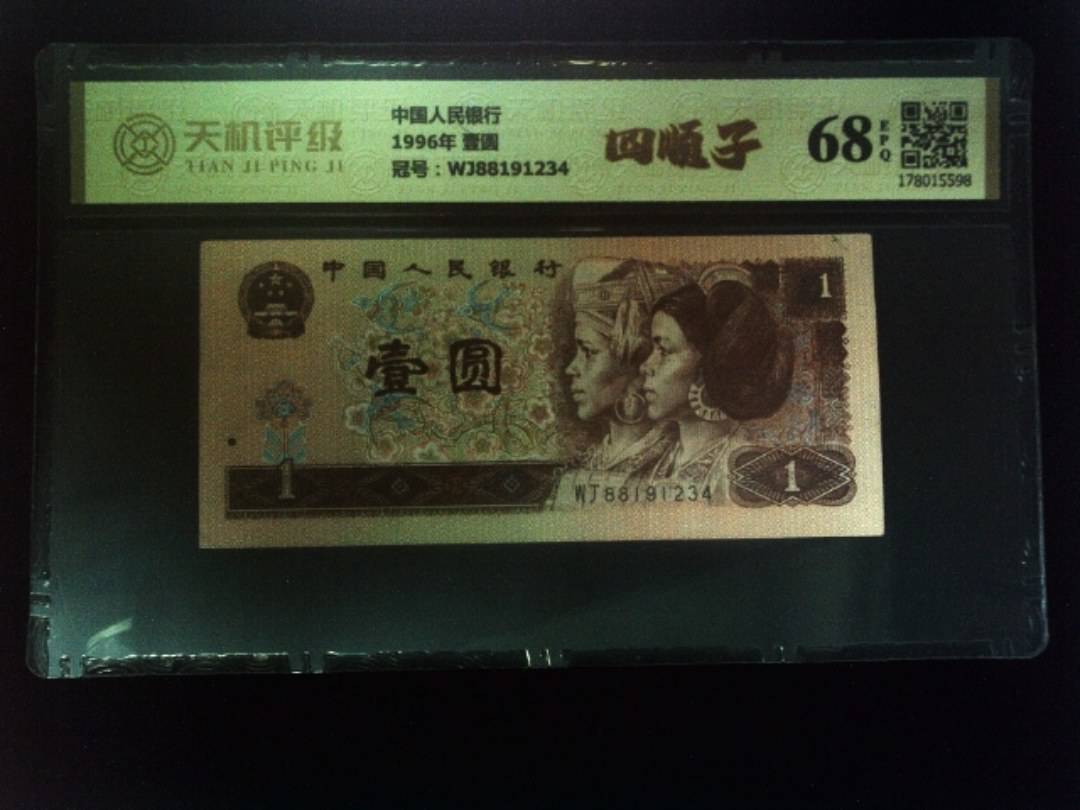 天机评级
TIAN JI PING JI
中国人民银行
1996年 壹圆
冠号：WJ88191234
四顺子
68
EPQ
178015598
中国人民银行
1
壹圆
1
WJ88191234
1